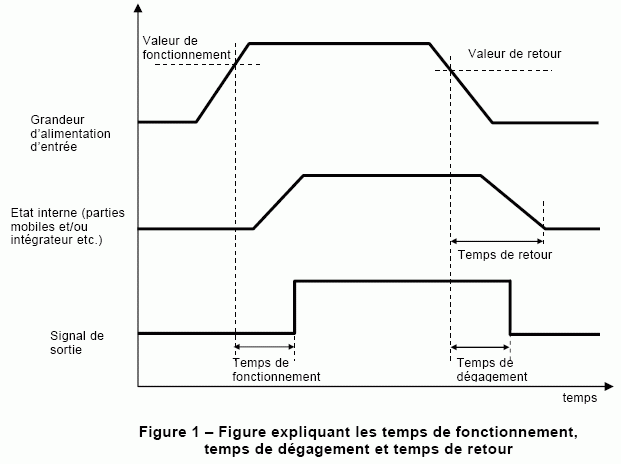 Valeur de
fonctionnement
Valeur de retour
Grandeur
d'alimentation
d'entrée
Etat interne (parties
mobiles et/ou
intégrateur etc.)
Temps de retour
Signal de
sortie
Temps de
fonctionnement
Temps de
dégagement
temps
Figure 1 – Figure expliquant les temps de fonctionnement,
temps de dégagement et temps de retour